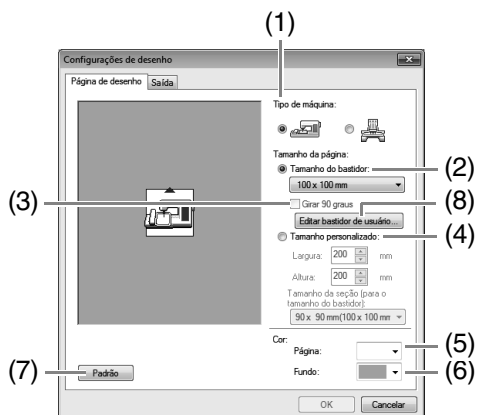 (1)
Configurações de desenho
Página de desenho Saída
Tipo de máquina:
Tamanho da página:
Tamanho do bastidor:
(2)
100 x 100 mm
(3)
Girar 90 graus
(8)
Editar bastidor de usuário...
Tamanho personalizado:
(4)
Largura: 200 mm
Altura: 200 mm
Tamanho da seção (para o
tamanho do bastidor):
90 x 90 mm(100 x 100 mm
Cor:
Página:
(5)
(7)
Padrão
Fundo:
(6)
OK Cancelar